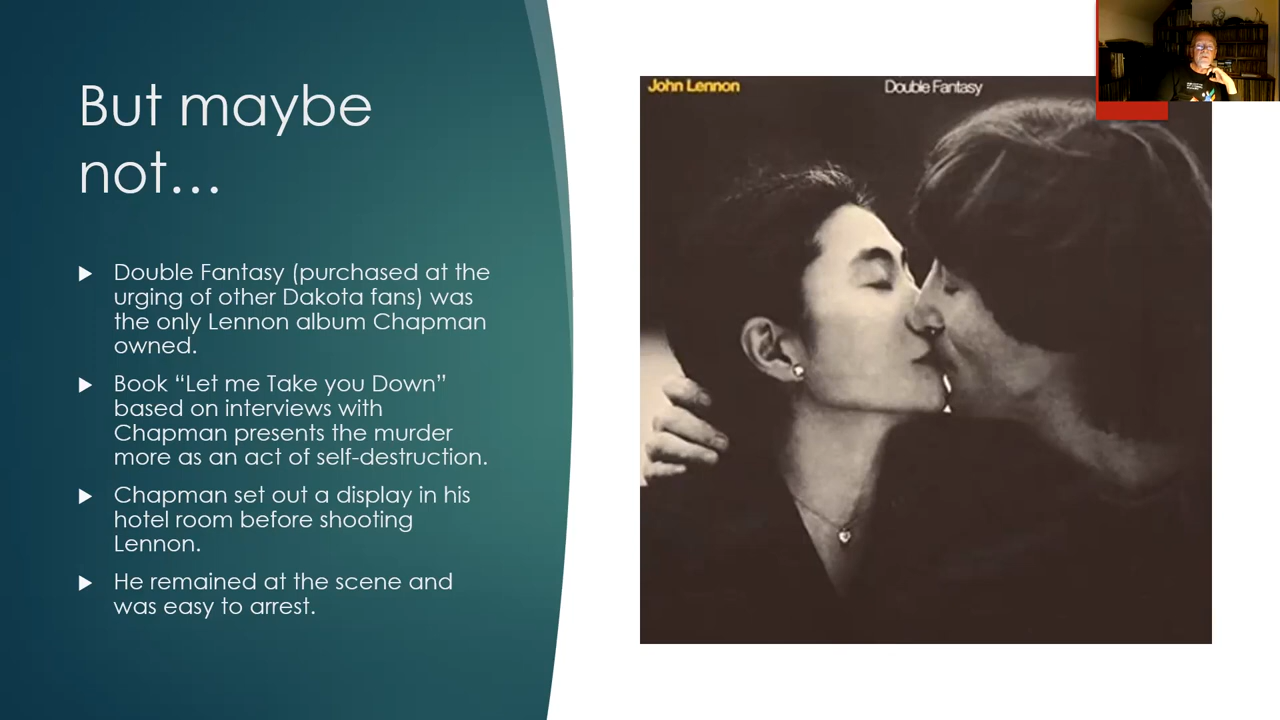 But maybe
not…
Double Fantasy (purchased at the
urging of other Dakota fans) was
the only Lennon album Chapman
owned.
Book “Let me Take you Down”
based on interviews with
Chapman presents the murder
more as an act of self-destruction.
Chapman set out a display in his
hotel room before shooting
Lennon.
He remained at the scene and
was easy to arrest.
John Lennon
Double Fantasy